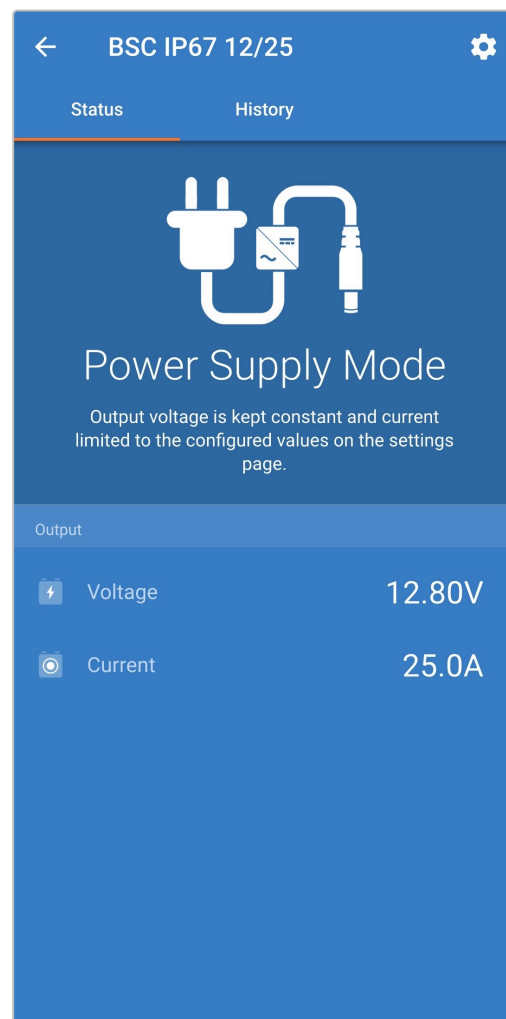 BSC IP67 12/25
Status
History
Power Supply Mode
Output voltage is kept constant and current
limited to the configured values on the settings
page.
Output
Voltage
12.80V
Current
25.0A